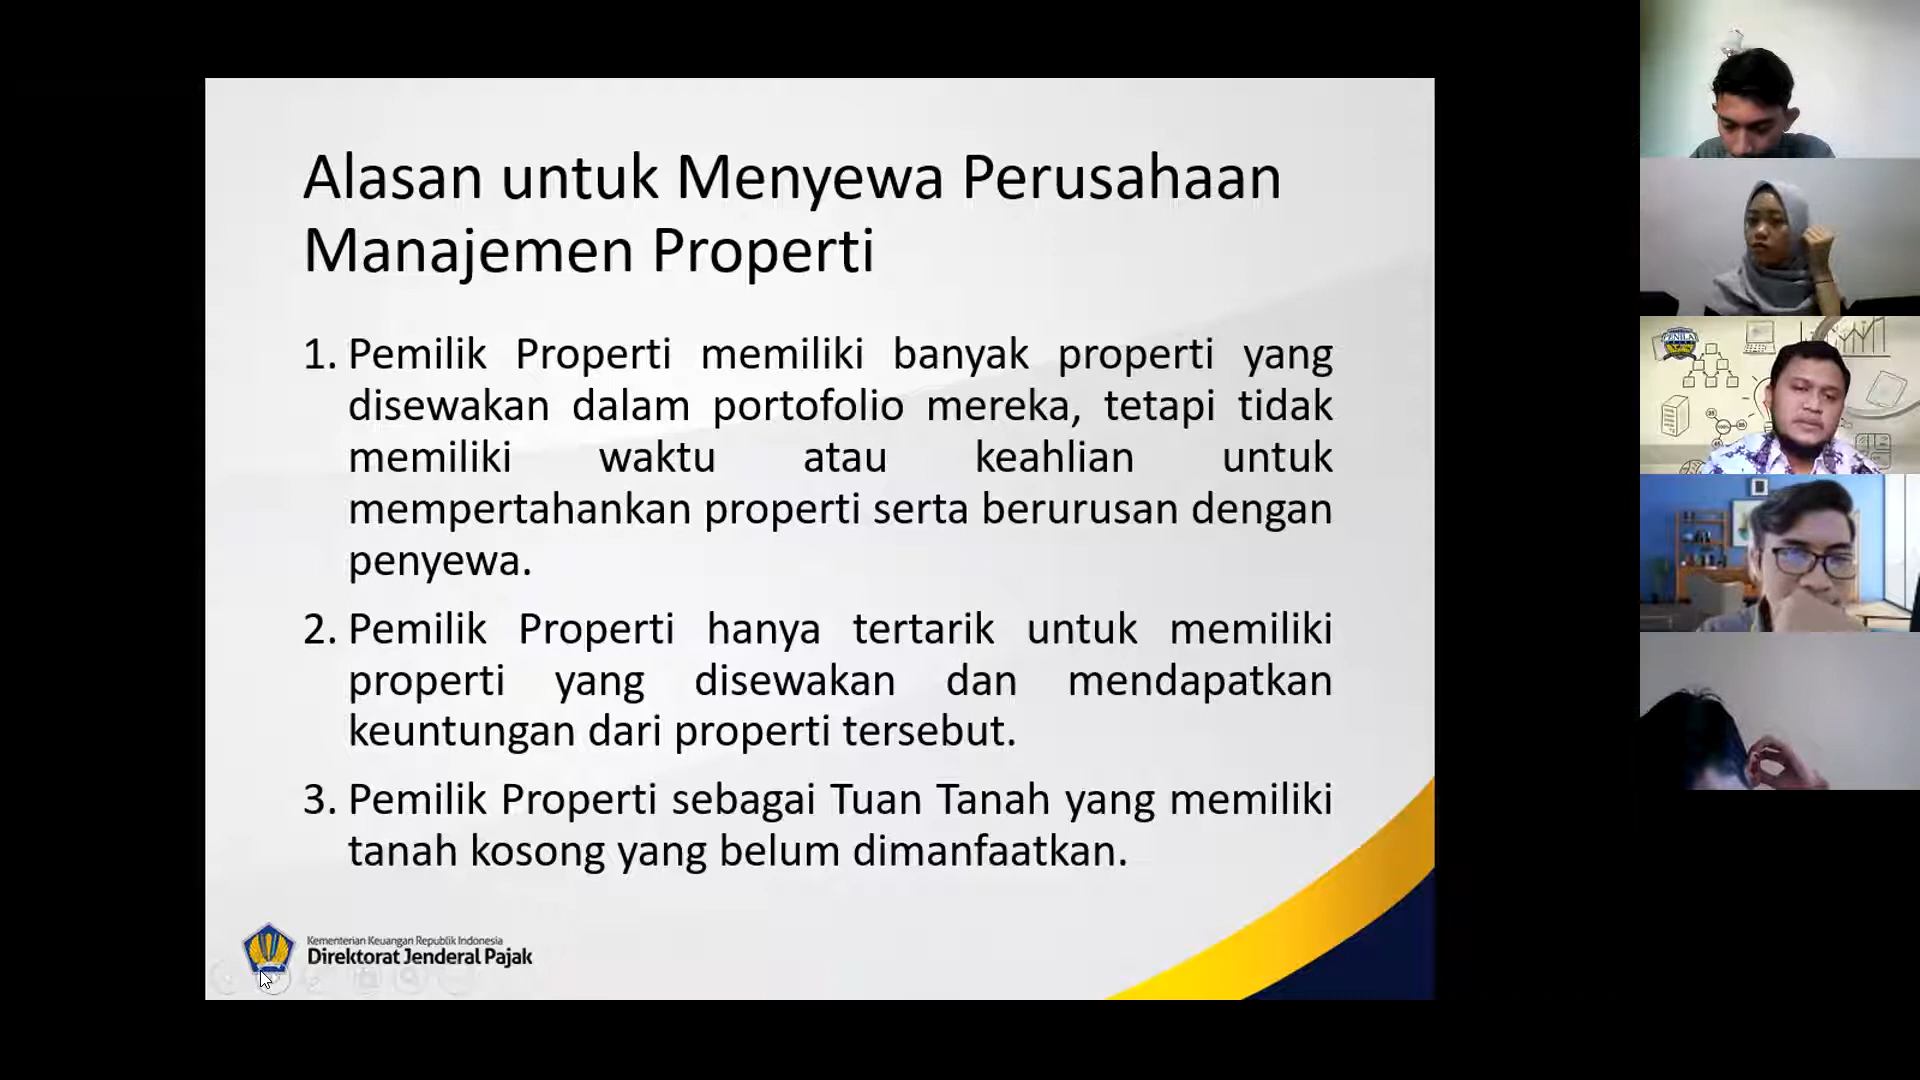 Alasan untuk Menyewa Perusahaan
Manajemen Properti
1. Pemilik Properti memiliki banyak properti yang
disewakan dalam portofolio mereka, tetapi tidak
memiliki waktu atau keahlian untuk
mempertahankan properti serta berurusan dengan
penyewa.
2. Pemilik Properti hanya tertarik untuk memiliki
properti yang disewakan dan mendapatkan
keuntungan dari properti tersebut.
3. Pemilik Properti sebagai Tuan Tanah yang memiliki
tanah kosong yang belum dimanfaatkan.
Kementerian Keuangan Republik Indonesia
Direktorat Jenderal Pajak
PENILAI